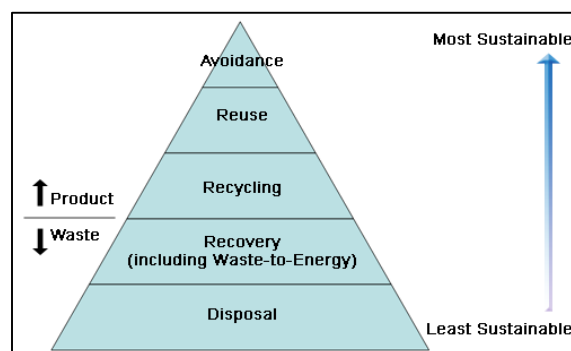 Most Sustainable
Avoidance
Reuse
Recycling
Product
Waste
Recovery
(including Waste-to-Energy)
Disposal
Least Sustainable